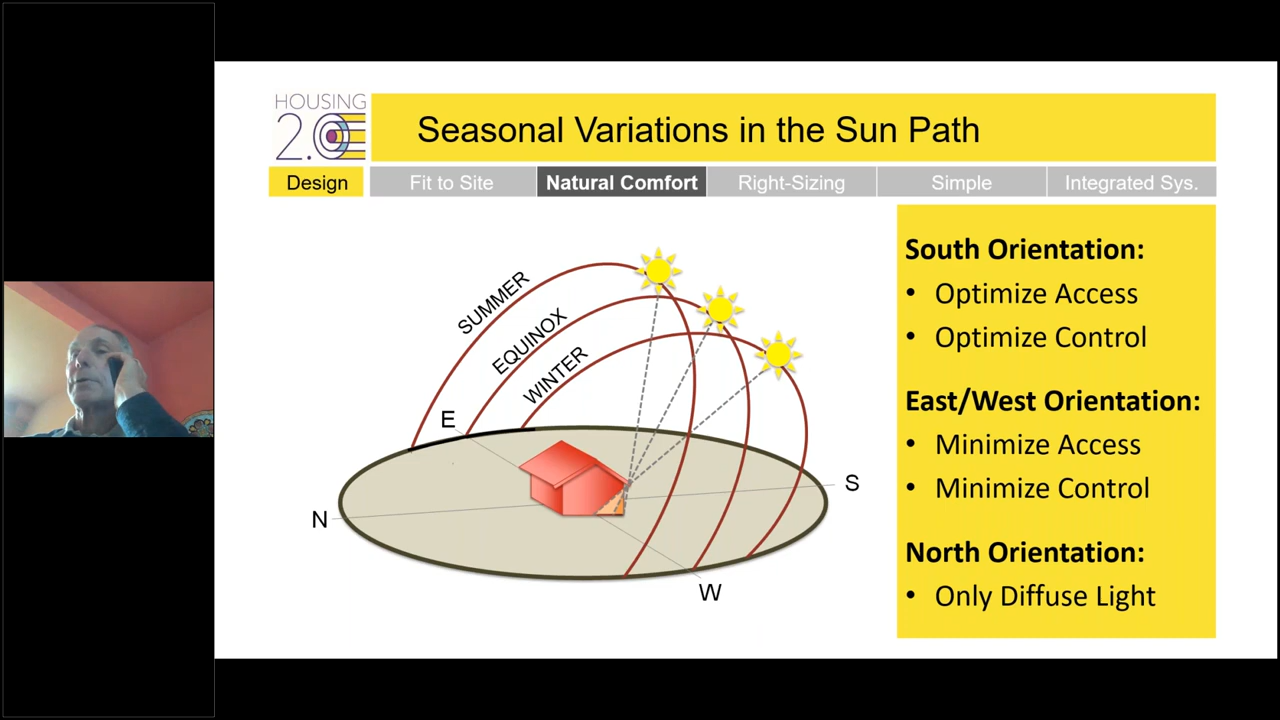 HOUSING
2.0
Seasonal Variations in the Sun Path
Design
Fit to Site
Natural Comfort
Right-Sizing
Simple
Integrated Sys.
SUMMER
EQUINOX
WINTER
E
N
S
W
South Orientation:
• Optimize Access
• Optimize Control
East/West Orientation:
• Minimize Access
• Minimize Control
North Orientation:
• Only Diffuse Light